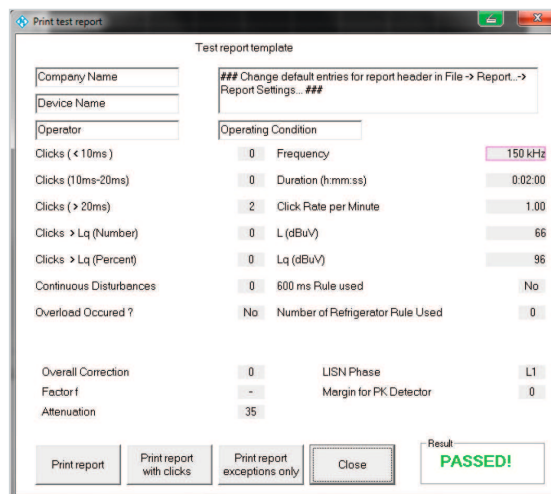 Print test report
Test report template
Company Name
### Change default entries for report header in File -> Report...->
Report Settings... ###
Device Name
Operator
Operating Condition
Clicks ( < 10ms ) 0 Frequency 150 kHz
Clicks (10ms-20ms) 0 Duration (h:mm:ss) 0:02:00
Clicks ( > 20ms) 2 Click Rate per Minute 1.00
Clicks > Lq (Number) 0 L (dBuV) 66
Clicks > Lq (Percent) 0 Lq (dBuV) 96
Continuous Disturbances 0 600 ms Rule used No
Overload Occured ? No Number of Refrigerator Rule Used 0
Overall Correction 0 LISN Phase L1
Factor f - Margin for PK Detector 0
Attenuation 35
Print report
Print report
with clicks
Print report
exceptions only
Close
Result
PASSED!